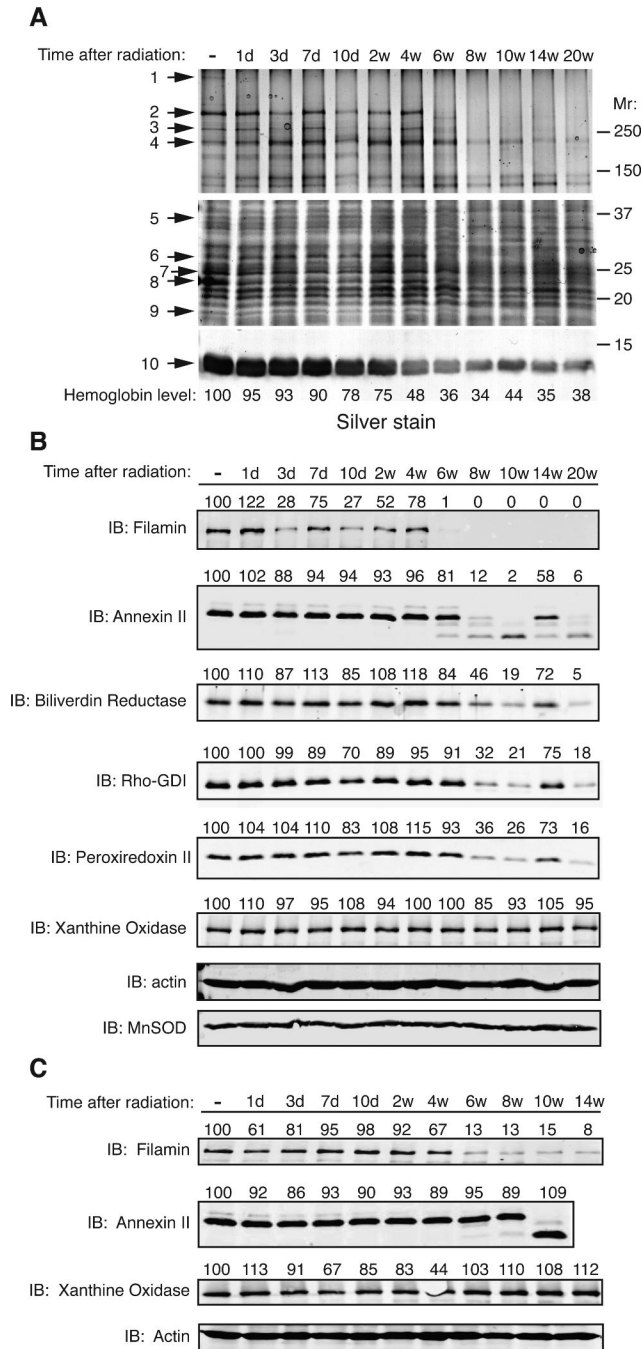 A
Time after radiation: - 1d 3d 7d 10d 2w 4w 6w 8w 10w 14w 20w
Mr:
1
2
3
250
4
150
5
37
6
7
25
8
20
9
15
10
Hemoglobin level: 100 95 93 90 78 75 48 36 34 44 35 38
Silver stain
B
Time after radiation: - 1d 3d 7d 10d 2w 4w 6w 8w 10w 14w 20w
100 122 28 75 27 52 78 1 0 0 0 0
IB: Filamin
100 102 88 94 94 93 96 81 12 2 58 6
IB: Annexin II
100 110 87 113 85 108 118 84 46 19 72 5
IB: Biliverdin Reductase
100 100 99 89 70 89 95 91 32 21 75 18
IB: Rho-GDI
100 104 104 110 83 108 115 93 36 26 73 16
IB: Peroxiredoxin II
100 110 97 95 108 94 100 100 85 93 105 95
IB: Xanthine Oxidase
IB: actin
IB: MnSOD
C
Time after radiation: - 1d 3d 7d 10d 2w 4w 6w 8w 10w 14w
100 61 81 95 98 92 67 13 13 15 8
IB: Filamin
100 92 86 93 90 93 89 95 89 109
IB: Annexin II
100 113 91 67 85 83 44 103 110 108 112
IB: Xanthine Oxidase
IB: Actin